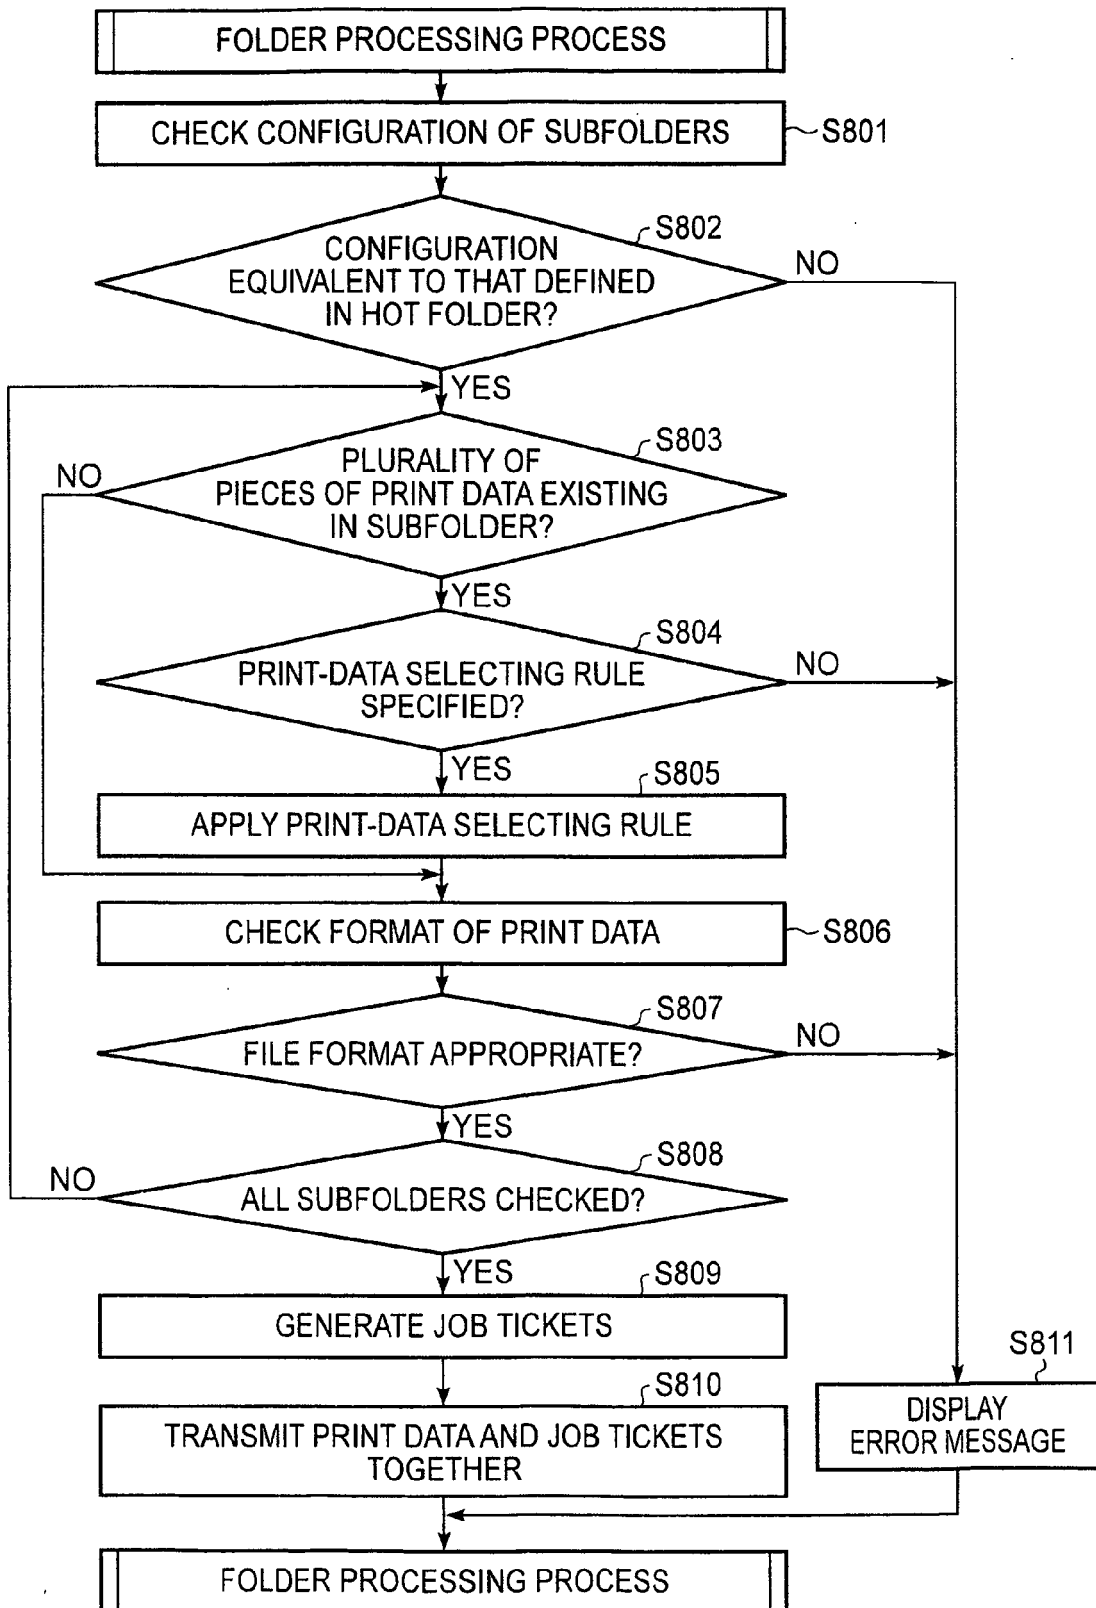 FOLDER PROCESSING PROCESS
CHECK CONFIGURATION OF SUBFOLDERS
S801
S802
CONFIGURATION
EQUIVALENT TO THAT DEFINED
IN HOT FOLDER?
NO
YES
S803
PLURALITY OF
PIECES OF PRINT DATA EXISTING
IN SUBFOLDER?
NO
YES
S804
PRINT-DATA SELECTING RULE
SPECIFIED?
NO
YES
S805
APPLY PRINT-DATA SELECTING RULE
CHECK FORMAT OF PRINT DATA
S806
S807
FILE FORMAT APPROPRIATE?
NO
YES
S808
ALL SUBFOLDERS CHECKED?
NO
YES
S809
GENERATE JOB TICKETS
S810
TRANSMIT PRINT DATA AND JOB TICKETS
TOGETHER
S811
DISPLAY
ERROR MESSAGE
FOLDER PROCESSING PROCESS